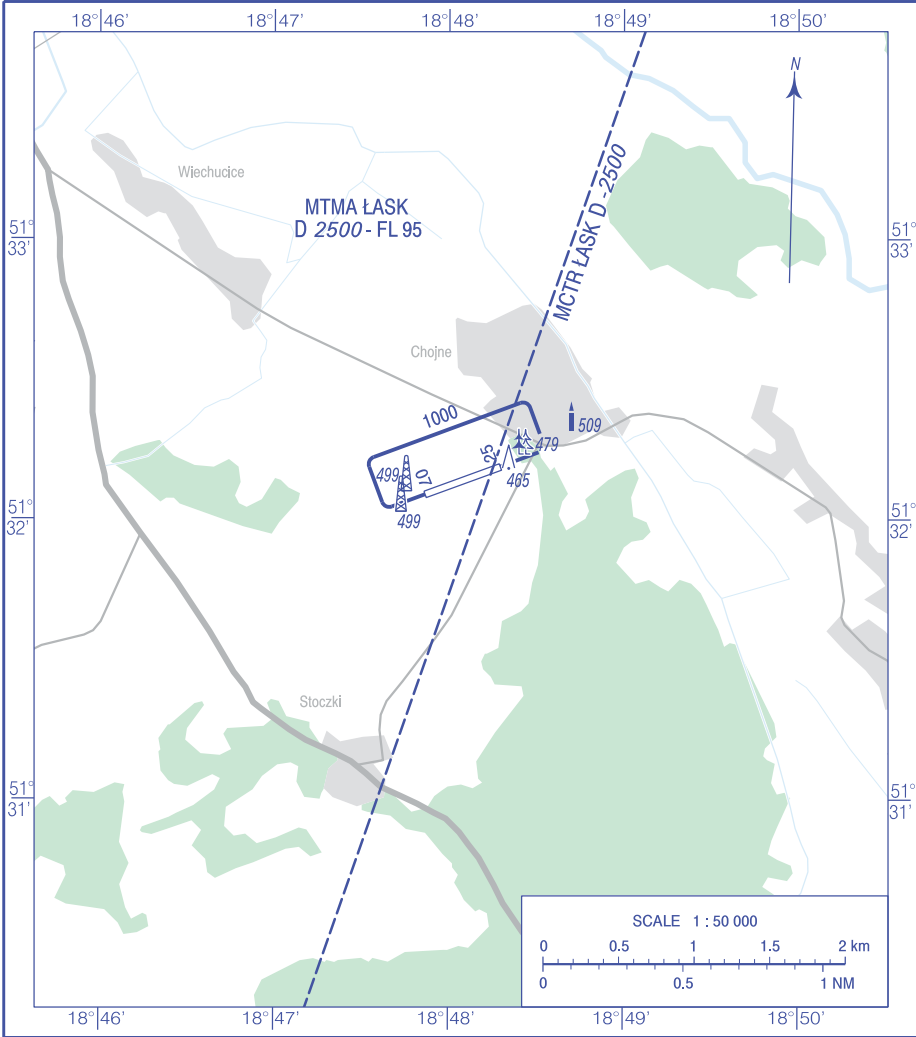 18°46' 18°47' 18°48' 18°49' 18°50'
N
Wiechucice
MTMA ŁASK
D 2500 - FL 95
MCTR ŁASK D -2500
51°
33'
51°
33'
Chojne
1000
509
479
25
465
499
07
499
51°
32'
51°
32'
Stoczki
51°
31'
51°
31'
SCALE 1 : 50 000
0 0.5 1 1.5 2 km
0 0.5 1 NM
18°46' 18°47' 18°48' 18°49' 18°50'